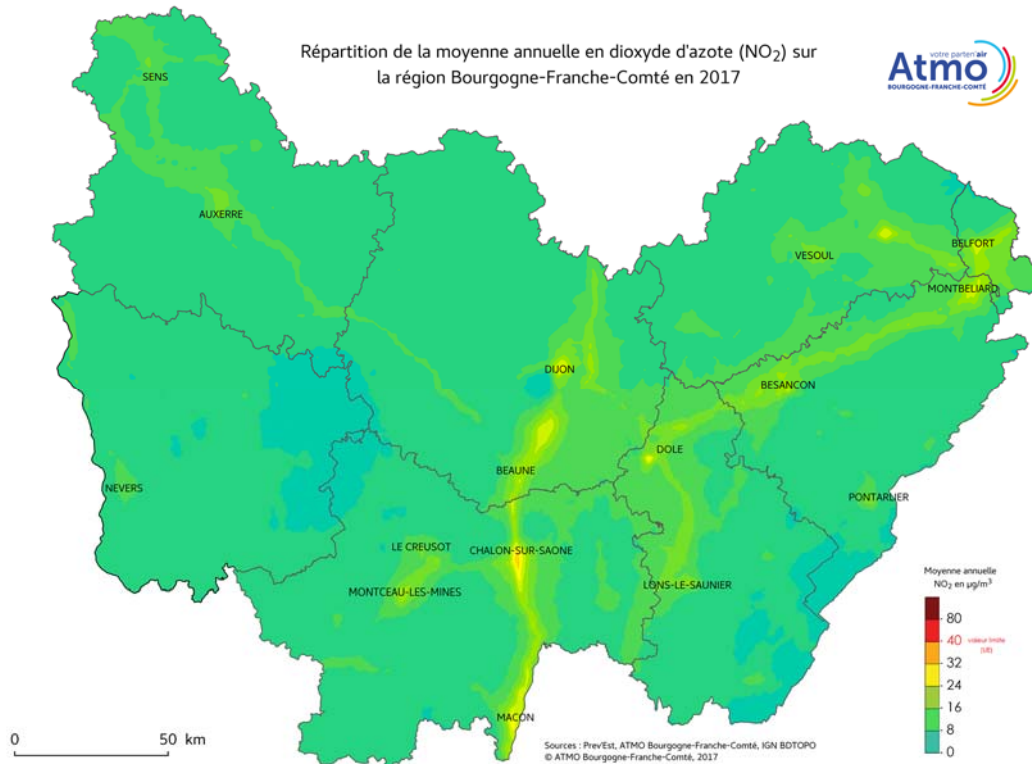 Répartition de la moyenne annuelle en dioxyde d'azote (NO₂) sur
la région Bourgogne-Franche-Comté en 2017
votre parten'air
Atmo
BOURGOGNE-FRANCHE-COMTÉ
SENS
AUXERRE
VESOUL
BELFORT
MONTBELIARD
DIJON
BESANCON
DOLE
BEAUNE
NEVERS
PONTARLIER
LE CREUSOT
CHALON-SUR-SAONE
MONTCEAU-LES-MINES
LONS-LE-SAUNIER
MACON
Moyenne annuelle
NO₂ en µg/m³
80
40 valeur limite
(UE)
32
24
16
8
0
0 50 km
Sources : Prev'Est, ATMO Bourgogne-Franche-Comté, IGN BDTOPO
© ATMO Bourgogne-Franche-Comté, 2017